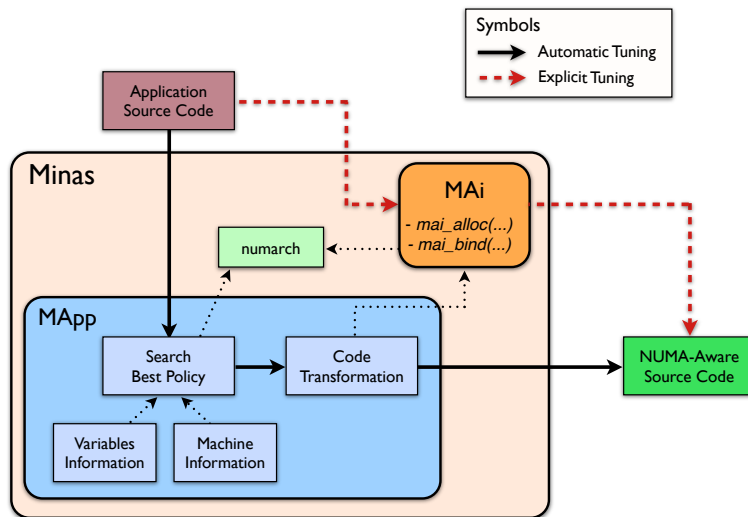 Symbols
Automatic Tuning
Explicit Tuning
Application
Source Code
Minas
MAi
- mai_alloc(...)
- mai_bind(...)
numarch
MApp
Search
Best Policy
Code
Transformation
NUMA-Aware
Source Code
Variables
Information
Machine
Information